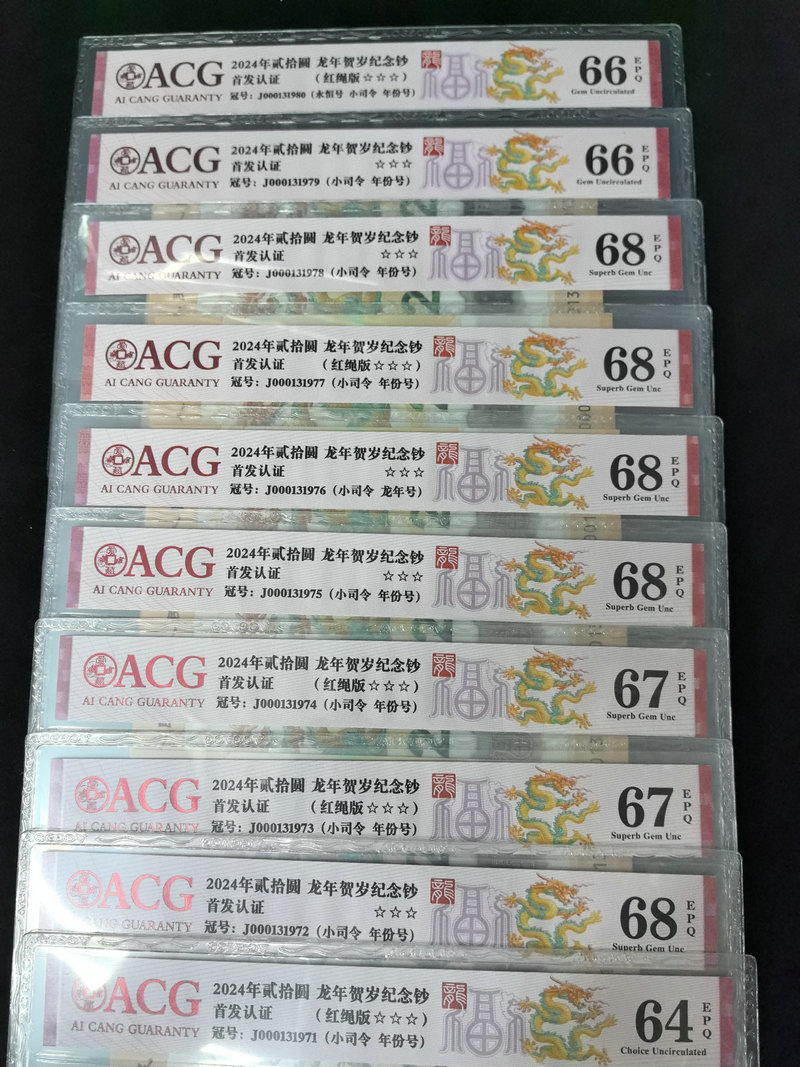 ACG
AI CANG GUARANTY
2024年贰拾圆 龙年贺岁纪念钞
首发认证 (红绳版☆☆☆)
冠号: J000131980 (永恒号 小司令 年份号)
龍
福
66 EPQ
Gem Uncirculated
ACG
AI CANG GUARANTY
2024年贰拾圆 龙年贺岁纪念钞
首发认证 ☆☆☆
冠号: J000131979 (小司令 年份号)
龍
福
66 EPQ
Gem Uncirculated
ACG
AI CANG GUARANTY
2024年贰拾圆 龙年贺岁纪念钞
首发认证 ☆☆☆
冠号: J000131978 (小司令 年份号)
龍
福
68 EPQ
Superb Gem Unc
ACG
AI CANG GUARANTY
2024年贰拾圆 龙年贺岁纪念钞
首发认证 (红绳版☆☆☆)
冠号: J000131977 (小司令 年份号)
龍
福
68 EPQ
Superb Gem Unc
ACG
AI CANG GUARANTY
2024年贰拾圆 龙年贺岁纪念钞
首发认证 ☆☆☆
冠号: J000131976 (小司令 龙年号)
龍
福
68 EPQ
Superb Gem Unc
ACG
AI CANG GUARANTY
2024年贰拾圆 龙年贺岁纪念钞
首发认证 ☆☆☆
冠号: J000131975 (小司令 年份号)
龍
福
68 EPQ
Superb Gem Unc
ACG
AI CANG GUARANTY
2024年贰拾圆 龙年贺岁纪念钞
首发认证 (红绳版☆☆☆)
冠号: J000131974 (小司令 年份号)
龍
福
67 EPQ
Superb Gem Unc
ACG
AI CANG GUARANTY
2024年贰拾圆 龙年贺岁纪念钞
首发认证 (红绳版☆☆☆)
冠号: J000131973 (小司令 年份号)
龍
福
67 EPQ
Superb Gem Unc
ACG
AI CANG GUARANTY
2024年贰拾圆 龙年贺岁纪念钞
首发认证 ☆☆☆
冠号: J000131972 (小司令 年份号)
龍
福
68 EPQ
Superb Gem Unc
ACG
AI CANG GUARANTY
2024年贰拾圆 龙年贺岁纪念钞
首发认证 (红绳版☆☆☆)
冠号: J000131971 (小司令 年份号)
龍
福
64 EPQ
Choice Uncirculated